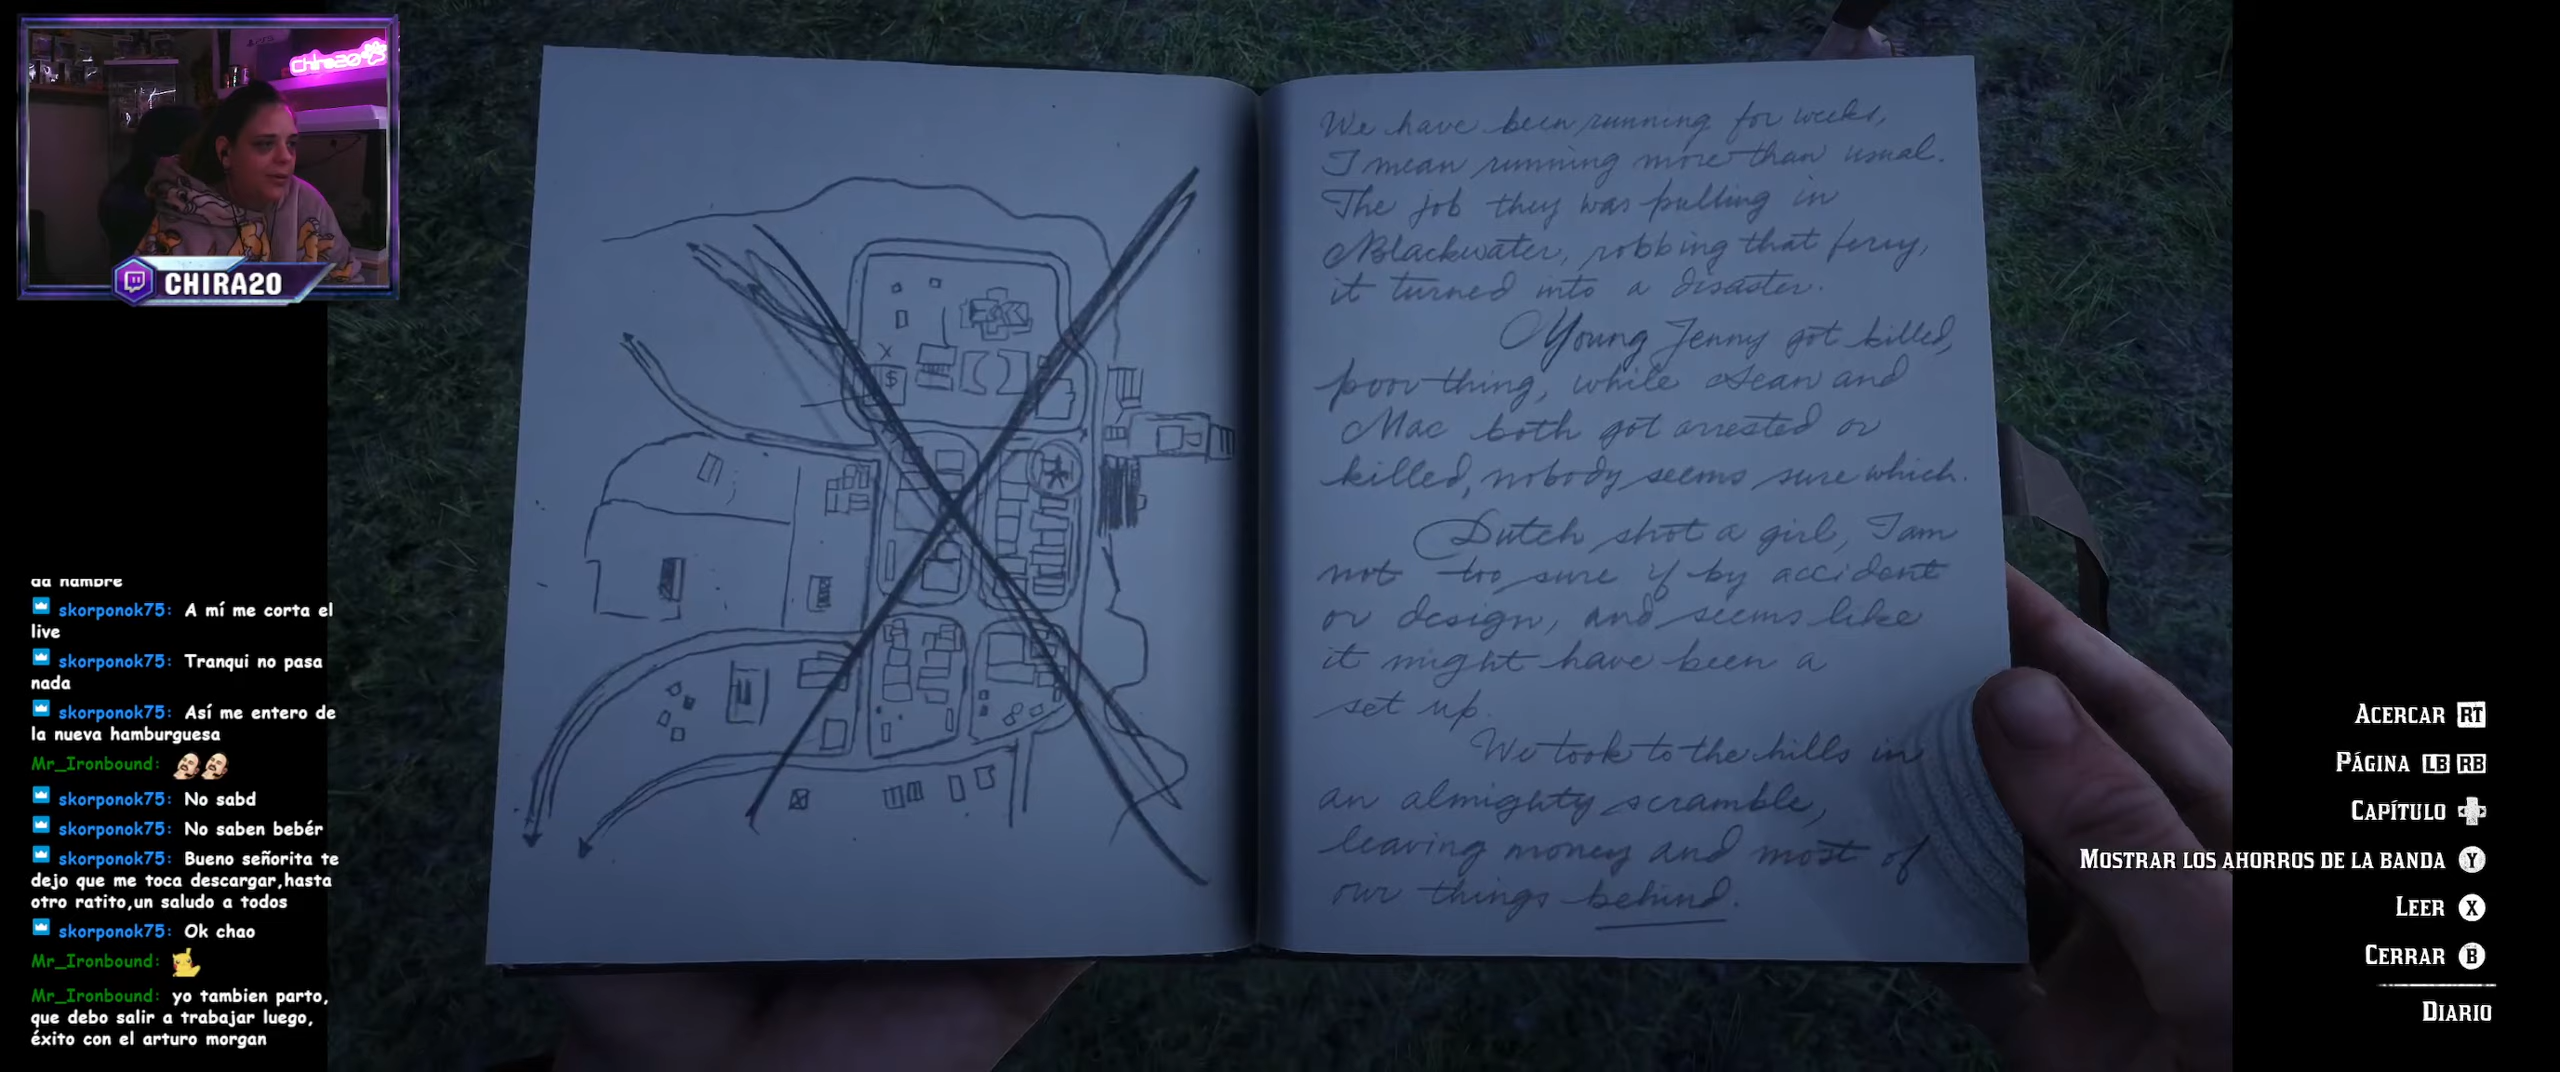 chira20
CHIRA20
da hambre
skorponok75: A mí me corta el
live
skorponok75: Tranqui no pasa
nada
skorponok75: Así me entero de
la nueva hamburguesa
Mr_Ironbound:
skorponok75: No sabd
skorponok75: No saben bebér
skorponok75: Bueno señorita te
dejo que me toca descargar,hasta
otro ratito,un saludo a todos
skorponok75: Ok chao
Mr_Ironbound:
Mr_Ironbound: yo tambien parto,
que debo salir a trabajar luego,
éxito con el arturo morgan
$
We have been running for weeks,
I mean running more than usual.
The job they was pulling in
Blackwater, robbing that ferry,
it turned into a disaster.
Young Jenny got killed,
poor thing, while Sean and
Mac both got arrested or
killed, nobody seems sure which.
Dutch shot a girl, I am
not too sure if by accident
or design, and seems like
it might have been a
set up.
We took to the hills in
an almighty scramble,
leaving money and most of
our things behind.
ACERCAR RT
PÁGINA LB RB
CAPÍTULO
MOSTRAR LOS AHORROS DE LA BANDA Y
LEER X
CERRAR B
DIARIO